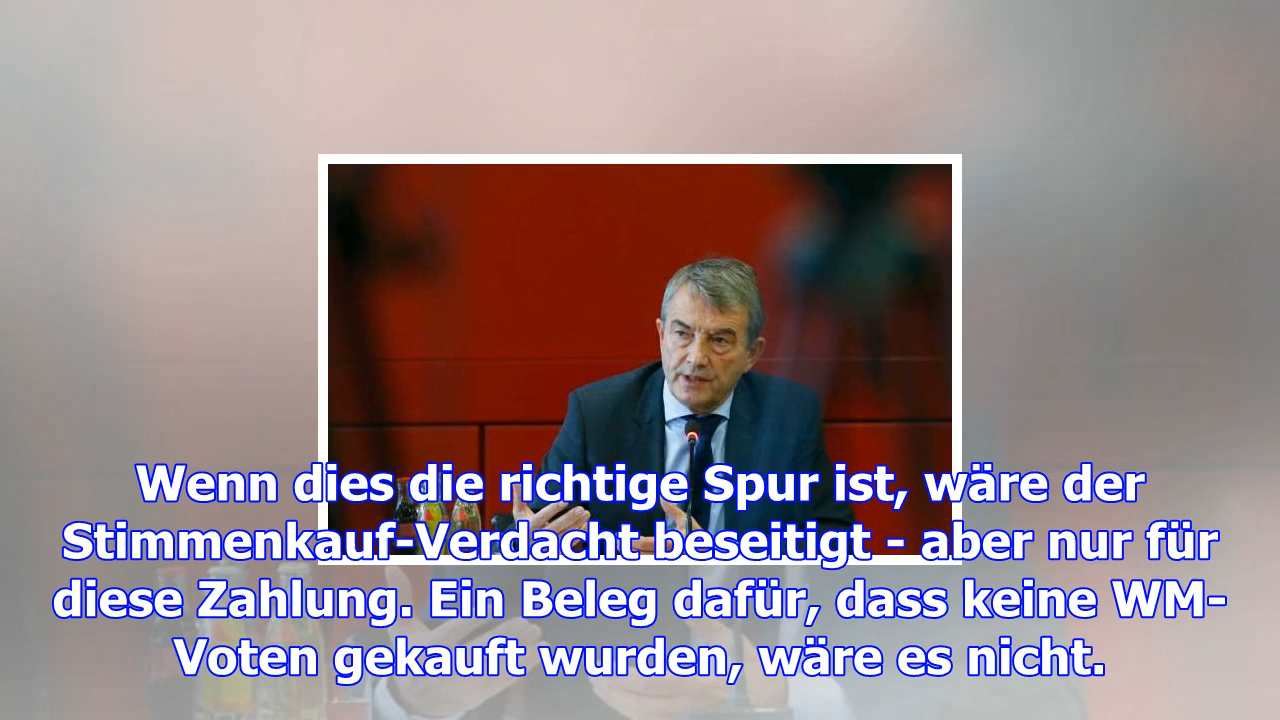 Wenn dies die richtige Spur ist, wäre der
Stimmenkauf-Verdacht beseitigt - aber nur für
diese Zahlung. Ein Beleg dafür, dass keine WM-
Voten gekauft wurden, wäre es nicht.